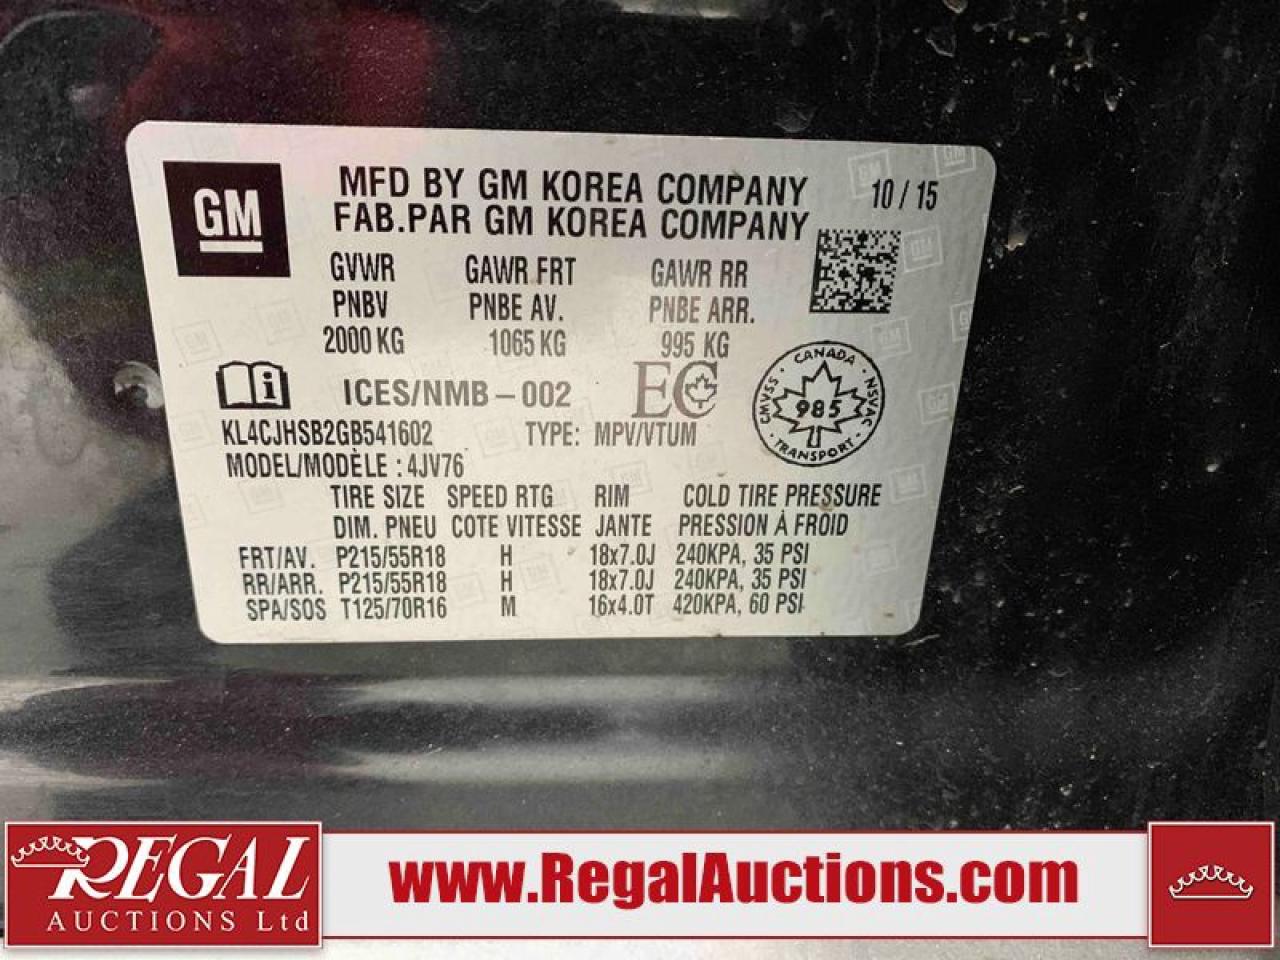 GM
MFD BY GM KOREA COMPANY
FAB.PAR GM KOREA COMPANY
10 / 15
GVWR GAWR FRT GAWR RR
PNBV PNBE AV. PNBE ARR.
2000 KG 1065 KG 995 KG
i ICES/NMB-002 EC
KL4CJHSB2GB541602 TYPE: MPV/VTUM
CANADA
CMVSS 985 NSVAC
TRANSPORT
MODEL/MODÈLE : 4JV76
TIRE SIZE SPEED RTG RIM COLD TIRE PRESSURE
DIM. PNEU COTE VITESSE JANTE PRESSION À FROID
FRT/AV. P215/55R18 H 18x7.0J 240KPA, 35 PSI
RR/ARR. P215/55R18 H 18x7.0J 240KPA, 35 PSI
SPA/SOS T125/70R16 M 16x4.0T 420KPA, 60 PSI
REGAL
AUCTIONS Ltd
www.RegalAuctions.com